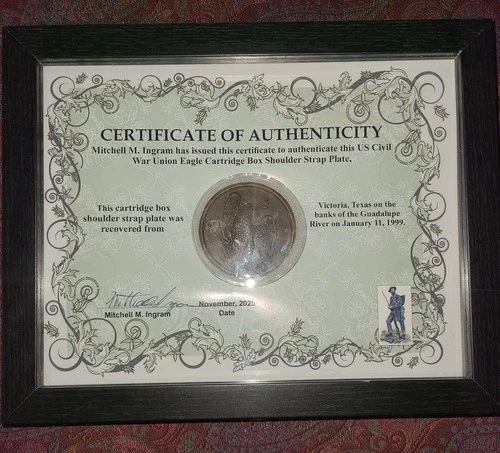 CERTIFICATE OF AUTHENTICITY
Mitchell M. Ingram has issued this certificate to authenticate this US Civil
War Union Eagle Cartridge Box Shoulder Strap Plate.
This cartridge box
shoulder strap plate was
recovered from
Victoria, Texas on the
banks of the Guadalupe
River on January 11, 1999.
Mitchell M. Ingram
November, 2025
Date